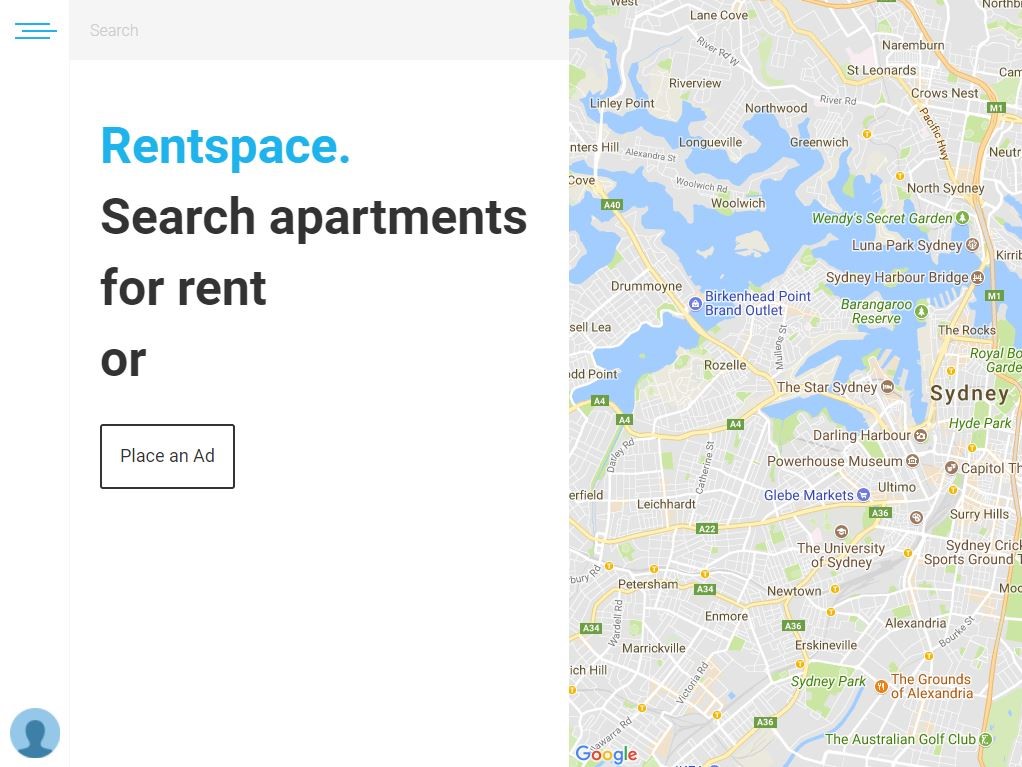 Search
Rentspace.
Search apartments
for rent
or
Place an Ad
West
Lane Cove
Northbri
River Rd W
Naremburn
St Leonards
Riverview
Cam
Crows Nest
Linley Point
Northwood
River Rd
M1
Pacific Hwy
nters Hill
Longueville
Greenwich
Alexandra St
Neutr
Cove
Woolwich Rd
North Sydney
A40
Woolwich
Wendy's Secret Garden
Luna Park Sydney
Kirrib
Sydney Harbour Bridge
Drummoyne
Birkenhead Point
Brand Outlet
M1
Barangaroo
Reserve
sell Lea
Mullens St
The Rocks
Royal Bo
Garde
Rozelle
odd Point
The Star Sydney
Sydney
A4
A4
A4
Hyde Park
Darling Harbour
Catherine St
Powerhouse Museum
Capitol Th
erfield
Glebe Markets
Ultimo
Leichhardt
A36
Surry Hills
A22
The University
of Sydney
Sydney Crick
Sports Ground T
bury Rd
Petersham
A34
Newtown
Moo
Wardell Rd
Enmore
A34
A36
Alexandria
Bourke St
Marrickville
Erskineville
ich Hill
Victoria Rd
Sydney Park
The Grounds
of Alexandria
A36
llawarra Rd
The Australian Golf Club
Google